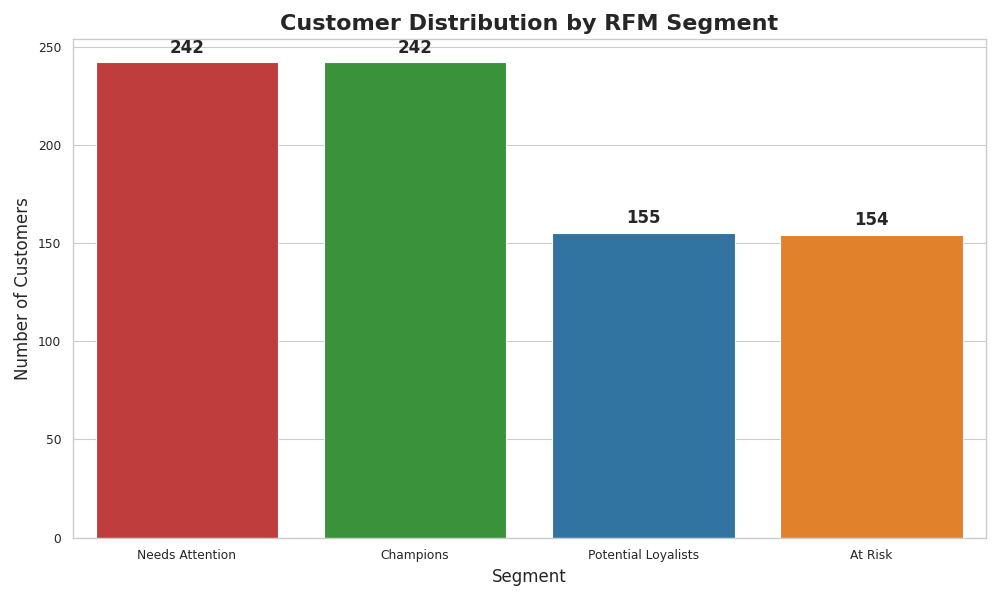 Customer Distribution by RFM Segment
Number of Customers
250
200
150
100
50
0
242
242
155
154
Needs Attention
Champions
Potential Loyalists
At Risk
Segment